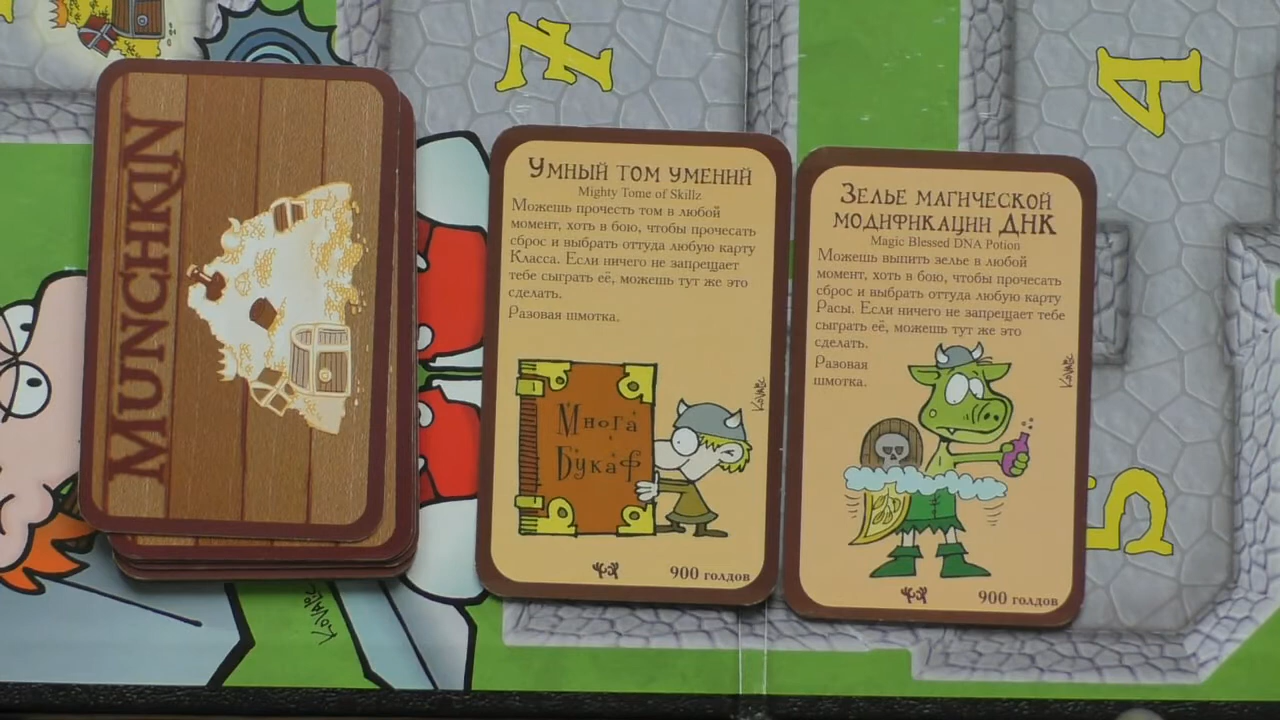 7
4
MUNCHKIN
Умный том умений
Mighty Tome of Skillz
Можешь прочесть том в любой
момент, хоть в бою, чтобы прочесать
сброс и выбрать оттуда любую карту
Класса. Если ничего не запрещает
тебе сыграть её, можешь тут же это
сделать.
Разовая шмотка.
Многа
Букаф
Kovalic
900 голдов
Зелье магической
модификации ДНК
Magic Blessed DNA Potion
Можешь выпить зелье в любой
момент, хоть в бою, чтобы прочесать
сброс и выбрать оттуда любую карту
Расы. Если ничего не запрещает тебе
сыграть её, можешь тут же это
сделать.
Разовая
шмотка.
Kovalic
900 голдов
5
Kovalic